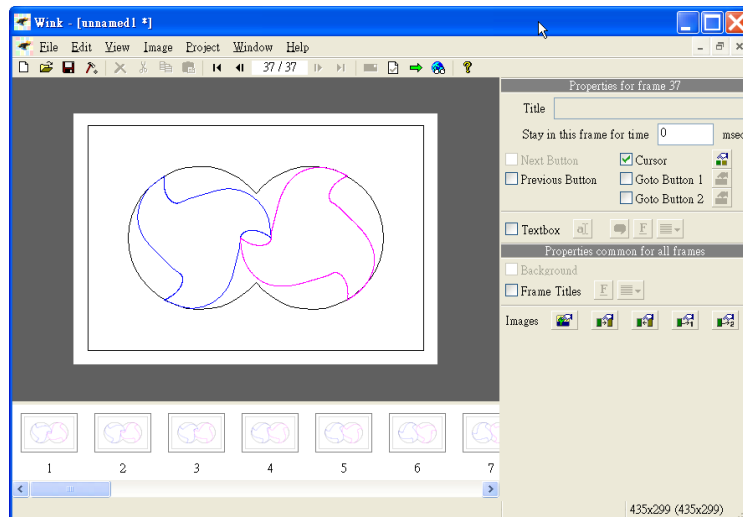 Wink - [unnamed1 *]
File Edit View Image Project Window Help
37 / 37
Properties for frame 37
Title
Stay in this frame for time 0 msec
Next Button Cursor
Previous Button Goto Button 1
Goto Button 2
Textbox a F
Properties common for all frames
Background
Frame Titles F
Images
1 2 3 4 5 6 7
435x299 (435x299)